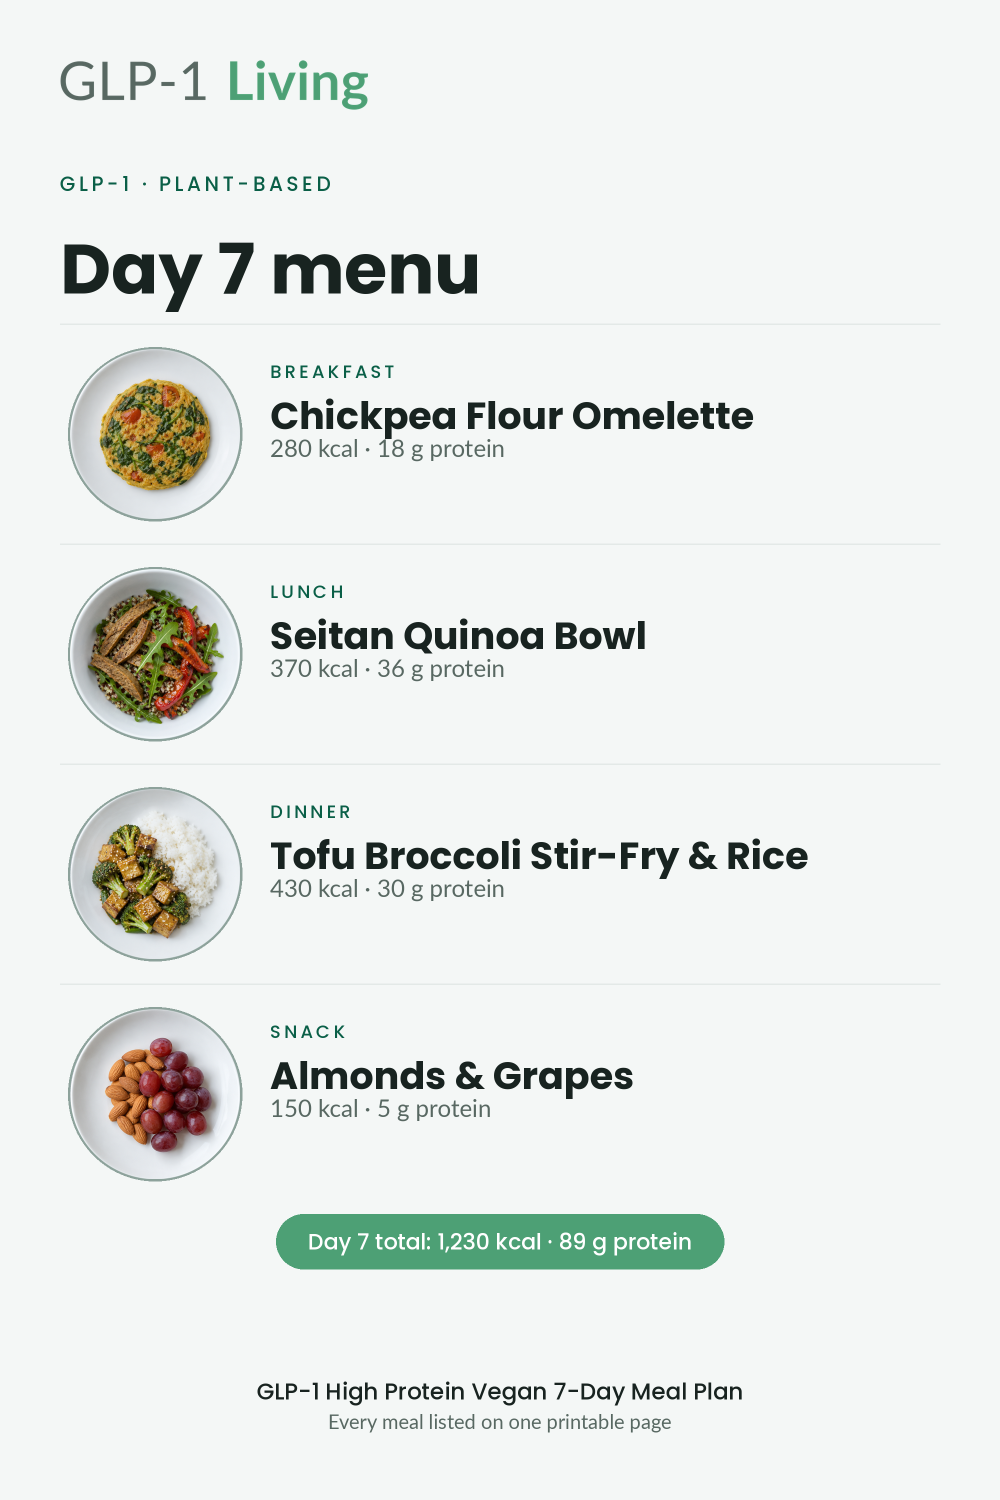 GLP-1 Living
GLP-1 · PLANT-BASED
Day 7 menu
BREAKFAST
Chickpea Flour Omelette
280 kcal · 18 g protein
LUNCH
Seitan Quinoa Bowl
370 kcal · 36 g protein
DINNER
Tofu Broccoli Stir-Fry & Rice
430 kcal · 30 g protein
SNACK
Almonds & Grapes
150 kcal · 5 g protein
Day 7 total: 1,230 kcal · 89 g protein
GLP-1 High Protein Vegan 7-Day Meal Plan
Every meal listed on one printable page